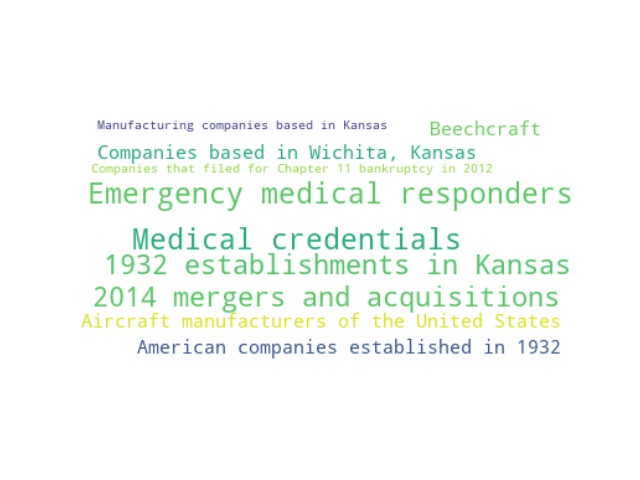 Manufacturing companies based in Kansas
Beechcraft
Companies based in Wichita, Kansas
Companies that filed for Chapter 11 bankruptcy in 2012
Emergency medical responders
Medical credentials
1932 establishments in Kansas
2014 mergers and acquisitions
Aircraft manufacturers of the United States
American companies established in 1932